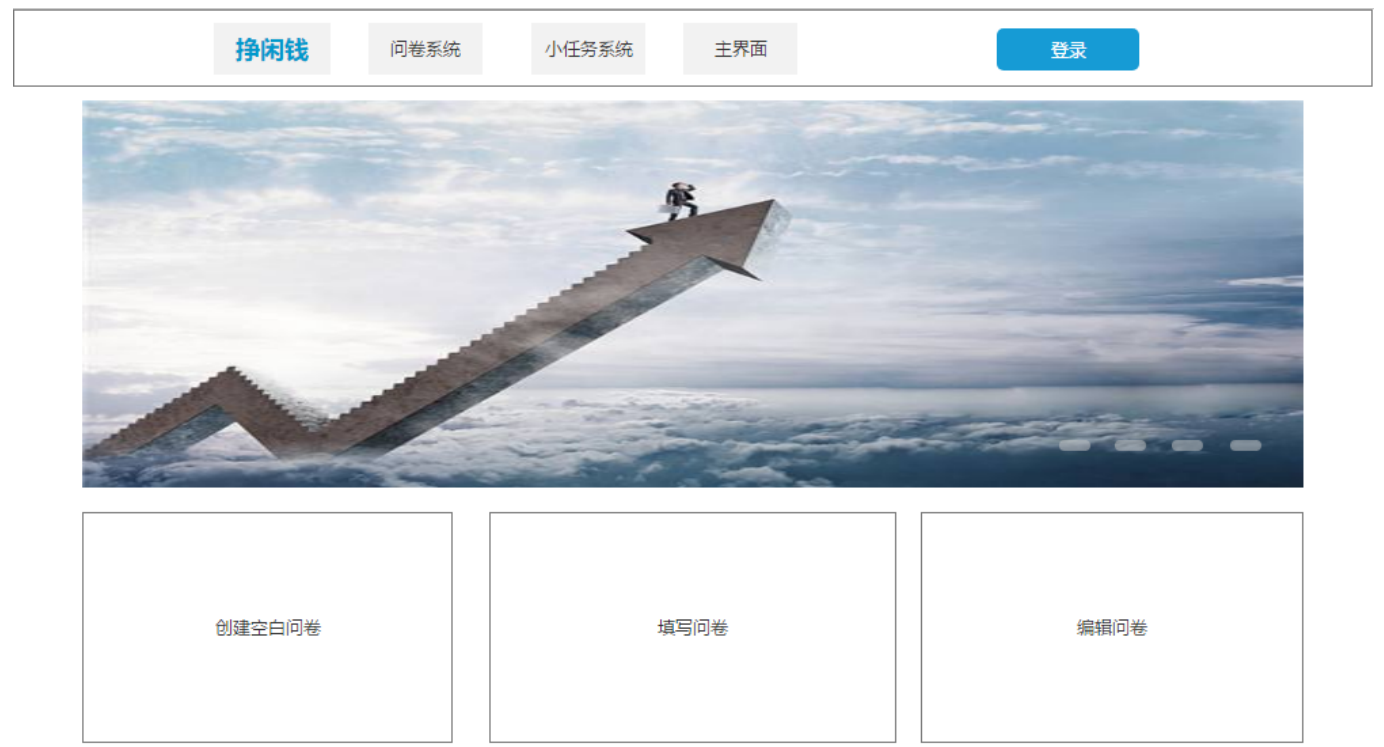 挣闲钱
问卷系统
小任务系统
主界面
登录
创建空白问卷
填写问卷
编辑问卷